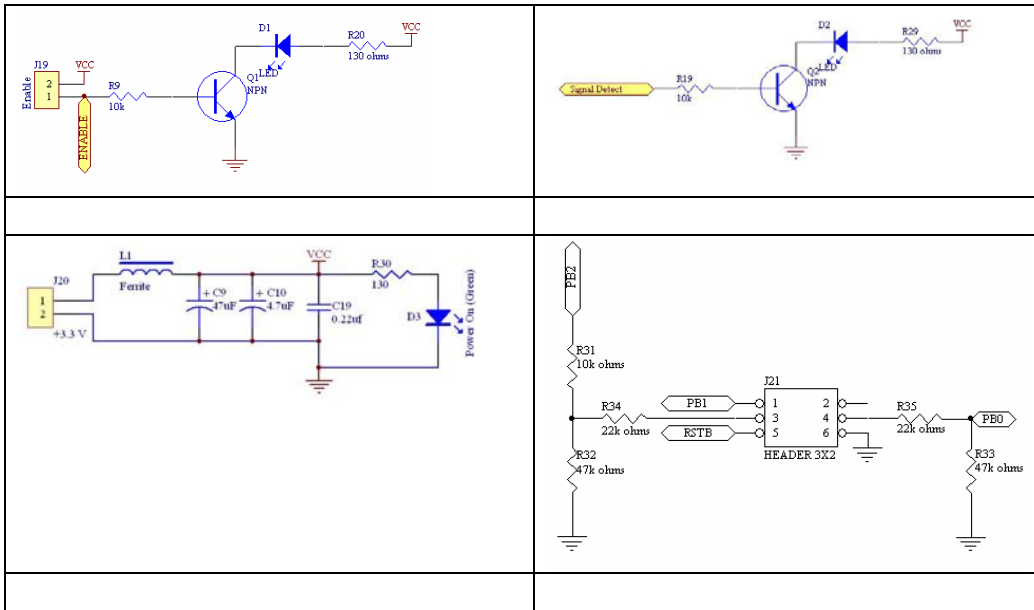 D1
R20
130 ohms
VCC
LED
J19
Enable
2
1
VCC
R9
10k
Q1
NPN
ENABLE
D2
R29
130 ohms
VCC
LED
Q2
NPN
R19
10k
Signal Detect
J20
1
2
+3.3 V
L1
Ferrite
+ C9
47uF
+ C10
4.7uF
VCC
C19
0.22uf
R30
130
D3
Power On (Green)
PB2
R31
10k ohms
R34
22k ohms
R32
47k ohms
J21
PB1
1
2
3
4
RSTB
5
6
HEADER 3X2
R35
22k ohms
PB0
R33
47k ohms